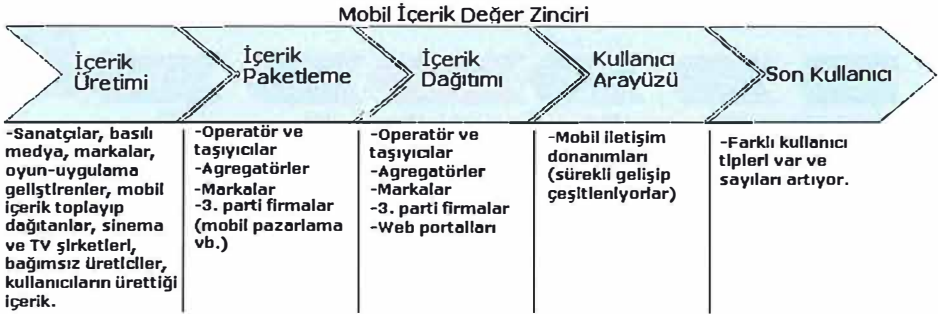 Mobil İçerik Değer Zinciri
İçerik
Üretimi
İçerik
Paketleme
İçerik
Dağıtımı
Kullanıcı
Arayüzü
Son Kullanıcı
-Sanatçılar, basılı
medya, markalar,
oyun-uygulama
geliştirenler, mobil
içerik toplayıp
dağıtanlar, sinema
ve TV şirketleri,
bağımsız üreticiler,
kullanıcıların ürettiği
içerik.
-Operatör ve
taşıyıcılar
-Agregatörler
-Markalar
-3. parti firmalar
(mobil pazarlama
vb.)
-Operatör ve
taşıyıcılar
-Agregatörler
-Markalar
-3. parti firmalar
-Web portalları
-Mobil iletişim
donanımları
(sürekli gelişip
çeşitleniyorlar)
-Farklı kullanıcı
tipleri var ve
sayıları artıyor.